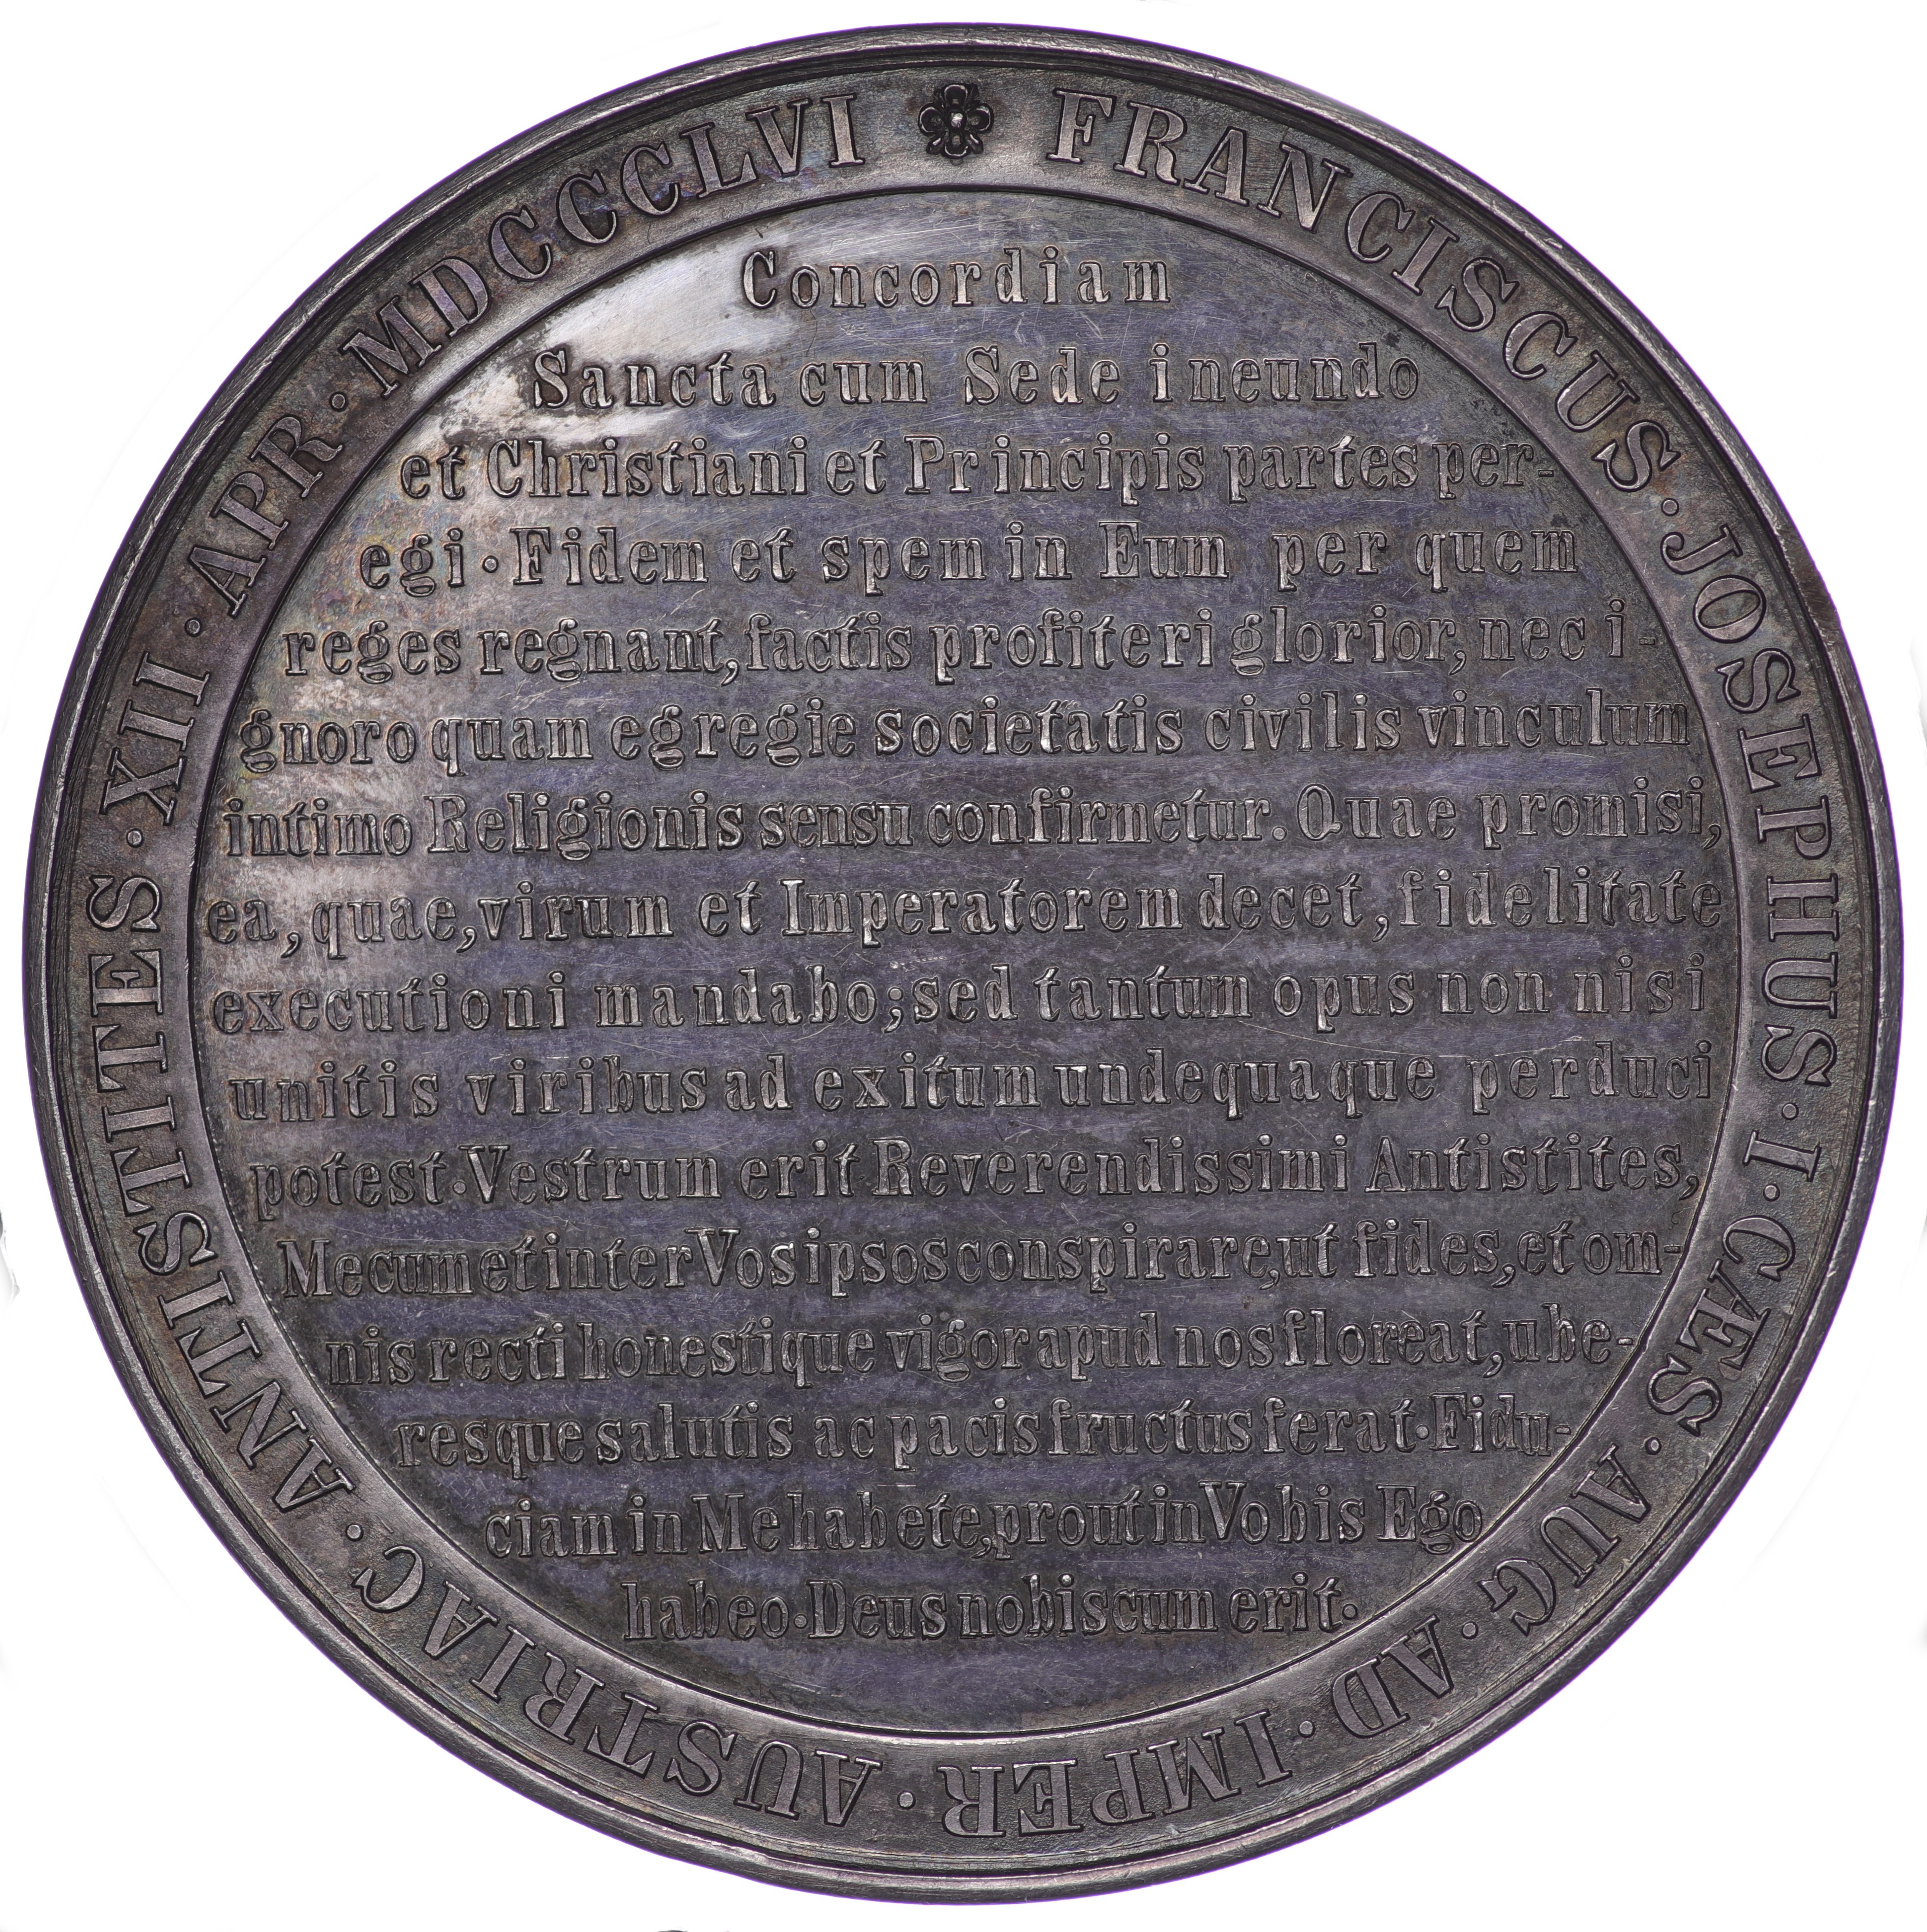 FRANCISCUS · JOSEPHUS · I · CÆS · AUG · AD · IMPER · AUSTRIAC · ANTISTITES · XII · APR · MDCCCLVI
Concordiam
Sancta cum Sede ineundo
et Christiani et Principis partes per-
egi · Fidem et spem in Eum per quem
reges regnant, factis profiteri glorior, nec i-
gnoro quam egregie societatis civilis vinculum
intimo Religionis sensu confirmetur. Quae promisi,
ea, quae, virum et Imperatorem decet, fidelitate
executioni mandabo; sed tantum opus non nisi
unitis viribus ad exitum undequaque perduci
potest · Vestrum erit Reverendissimi Antistites,
Mecum et inter Vos ipsos conspirare, ut fides, et om-
nis recti honestique vigor apud nos floreat, ube-
resque salutis ac pacis fructus ferat · Fidu-
ciam in Me habete, prout in Vobis Ego
habeo · Deus nobiscum erit ·